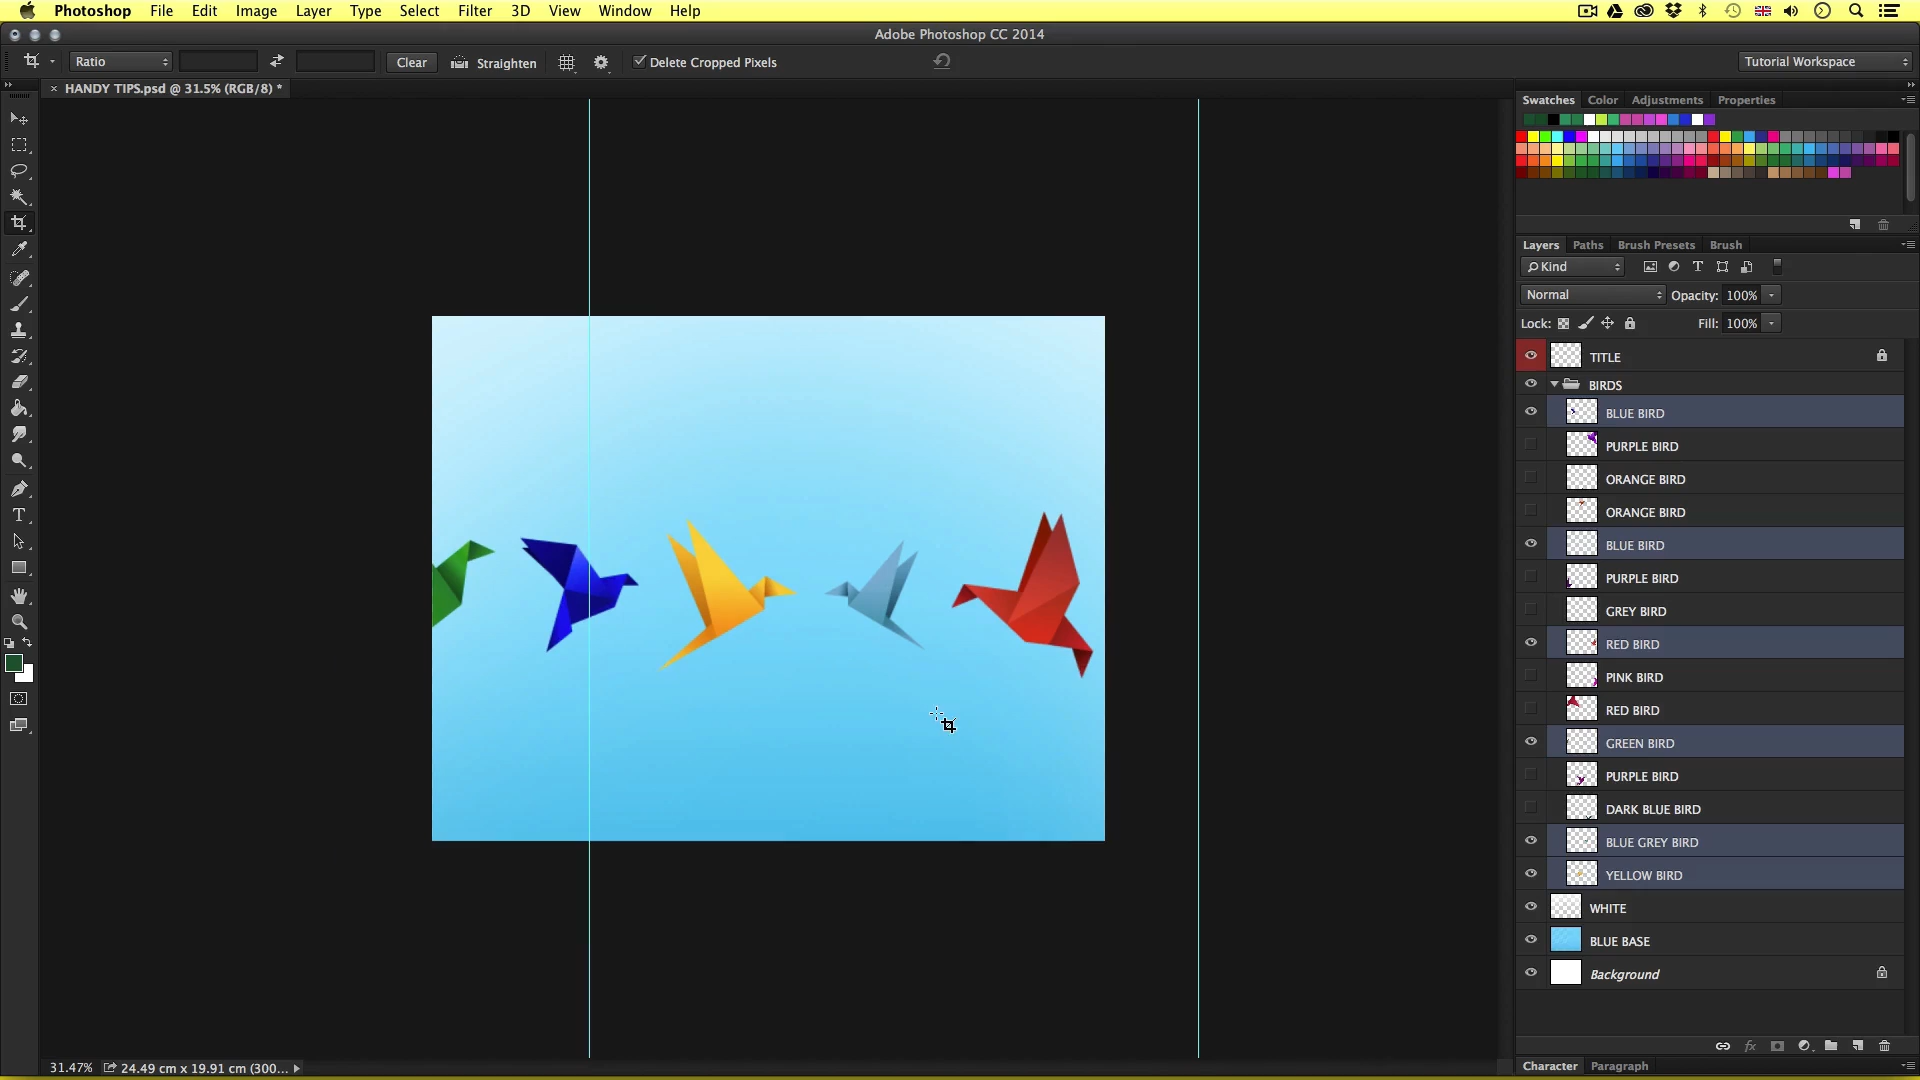 Photoshop File Edit Image Layer Type Select Filter 3D View Window Help
Adobe Photoshop CC 2014
Ratio Clear Straighten Delete Cropped Pixels Tutorial Workspace
× HANDY TIPS.psd @ 31.5% (RGB/8) *
Swatches Color Adjustments Properties
Layers Paths Brush Presets Brush
Kind
Normal Opacity: 100%
Lock: Fill: 100%
TITLE
BIRDS
BLUE BIRD
PURPLE BIRD
ORANGE BIRD
ORANGE BIRD
BLUE BIRD
PURPLE BIRD
GREY BIRD
RED BIRD
PINK BIRD
RED BIRD
GREEN BIRD
PURPLE BIRD
DARK BLUE BIRD
BLUE GREY BIRD
YELLOW BIRD
WHITE
BLUE BASE
Background
fx
31.47% 24.49 cm x 19.91 cm (300...
Character Paragraph